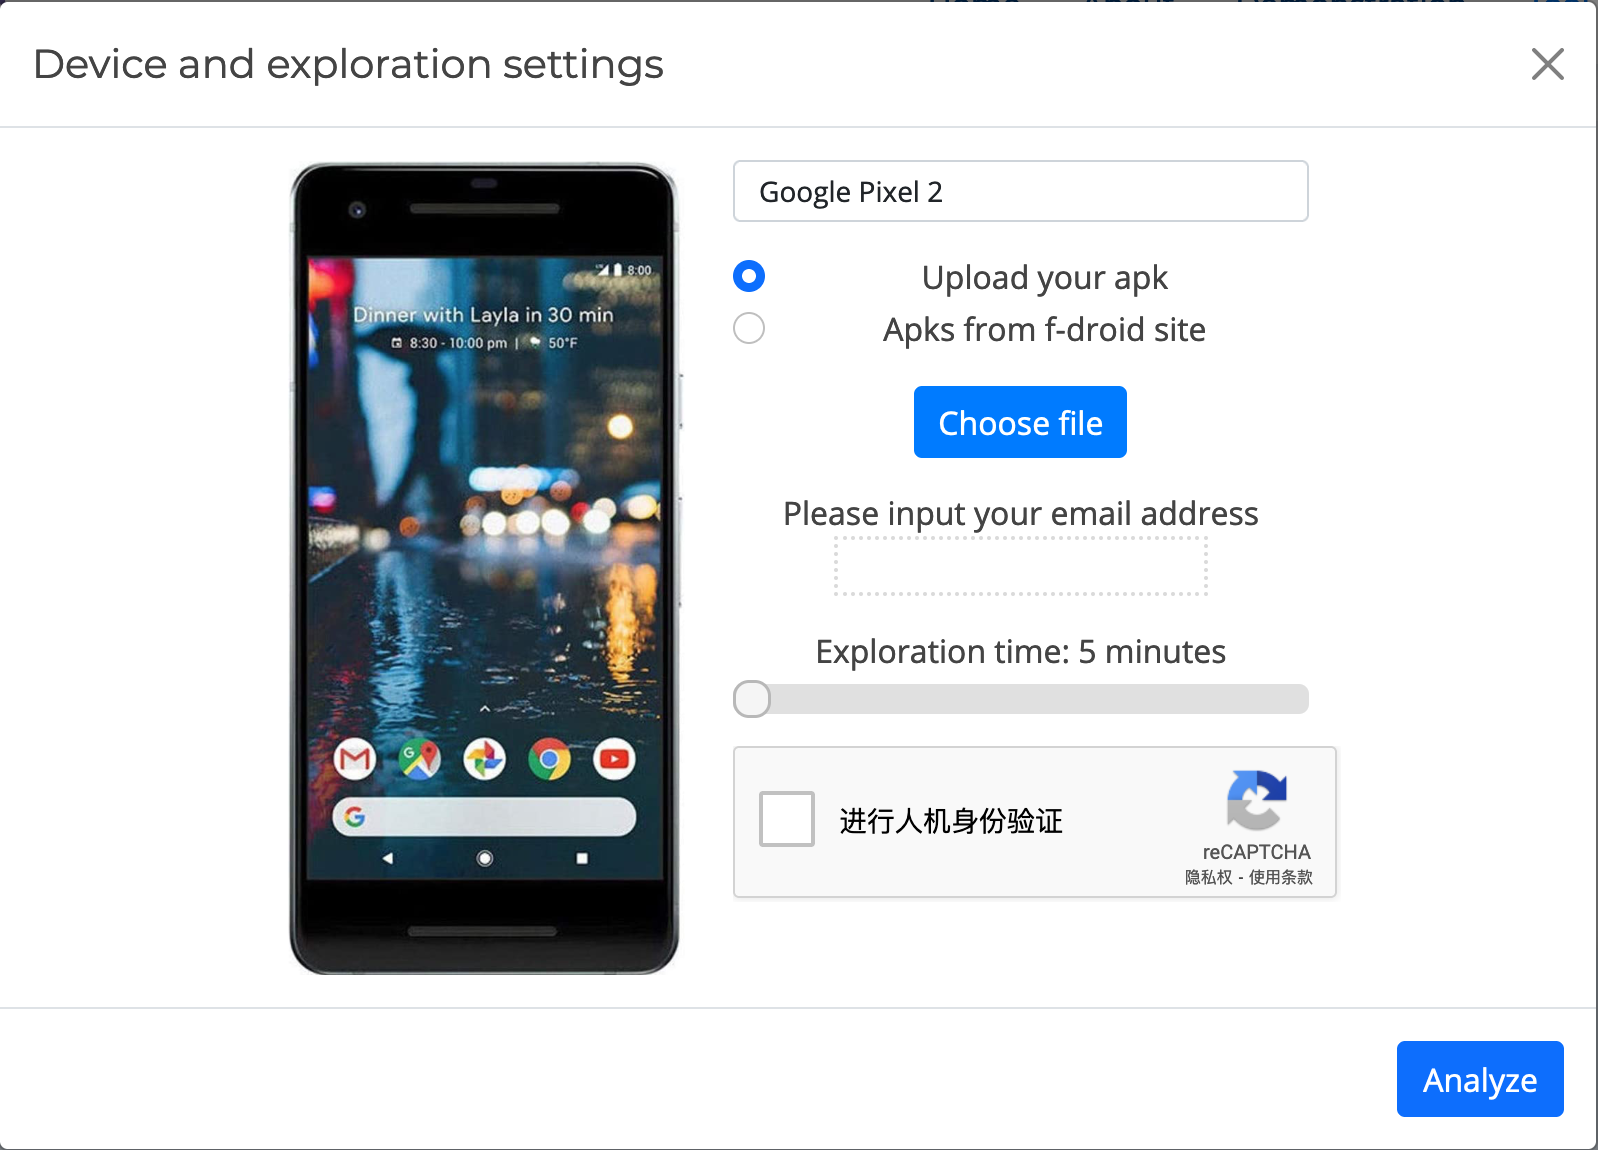 Device and exploration settings
Google Pixel 2
8:00
Dinner with Layla in 30 min
8:30 - 10:00 pm | 50°F
Upload your apk
Apks from f-droid site
Choose file
Please input your email address
Exploration time: 5 minutes
进行人机身份验证
reCAPTCHA
隐私权 - 使用条款
Analyze